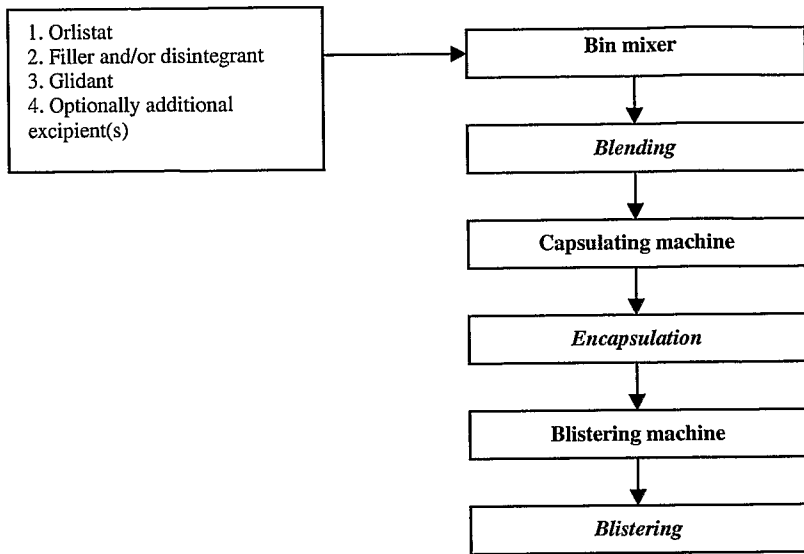 1. Orlistat
2. Filler and/or disintegrant
3. Glidant
4. Optionally additional
excipient(s)
Bin mixer
Blending
Capsulating machine
Encapsulation
Blistering machine
Blistering